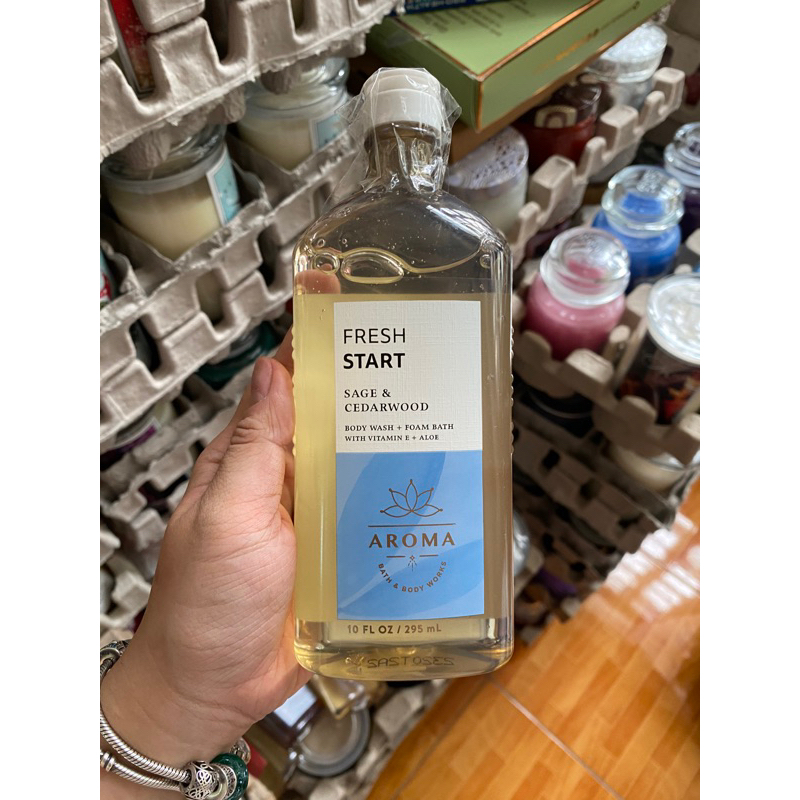 FRESH
START
SAGE &
CEDARWOOD
BODY WASH + FOAM BATH
WITH VITAMIN E + ALOE
AROMA
BATH & BODY WORKS
10 FL OZ / 295 mL